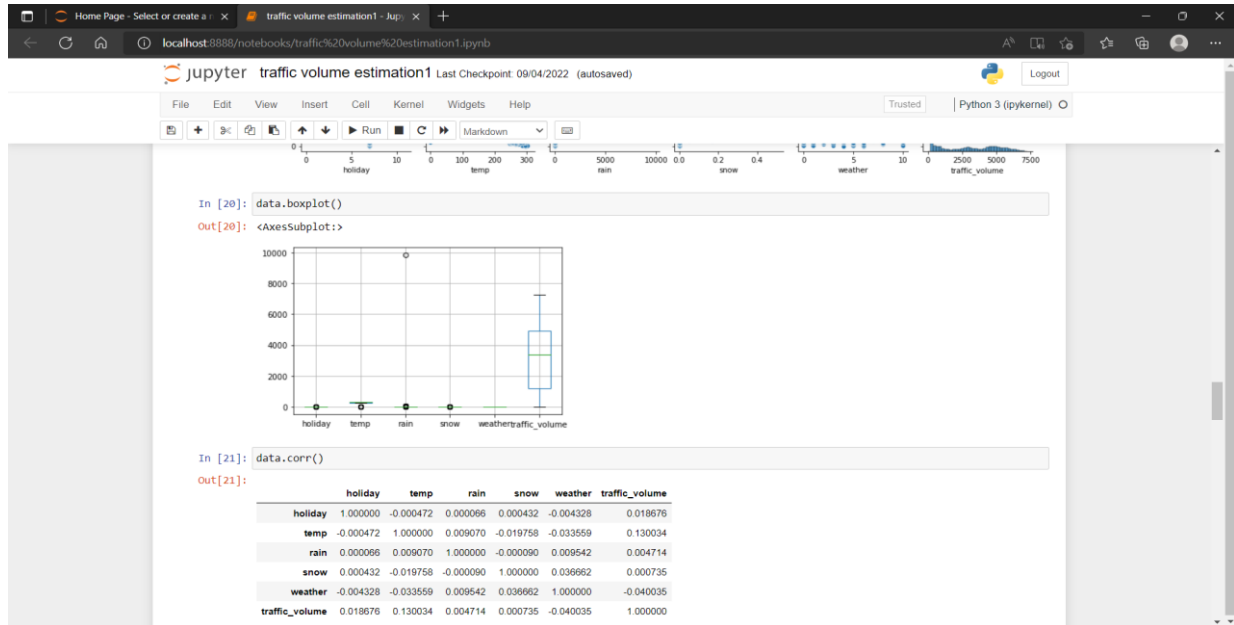 Home Page - Select or create a n
traffic volume estimation1 - Jupy
localhost:8888/notebooks/traffic%20volume%20estimation1.ipynb
jupyter traffic volume estimation1 Last Checkpoint: 09/04/2022 (autosaved)
Logout
File Edit View Insert Cell Kernel Widgets Help
Trusted Python 3 (ipykernel)
Run Markdown
0
0 5 10 0 100 200 300 0 5000 10000 0.0 0.2 0.4 0 5 10 0 2500 5000 7500
holiday temp rain snow weather traffic_volume
In [20]: data.boxplot()
Out[20]: <AxesSubplot:>
10000
8000
6000
4000
2000
0
holiday temp rain snow weather traffic_volume
In [21]: data.corr()
Out[21]:
holiday temp rain snow weather traffic_volume
holiday 1.000000 -0.000472 0.000066 0.000432 -0.004328 0.018676
temp -0.000472 1.000000 0.009070 -0.019758 -0.033559 0.130034
rain 0.000066 0.009070 1.000000 -0.000090 0.009542 0.004714
snow 0.000432 -0.019758 -0.000090 1.000000 0.036662 0.000735
weather -0.004328 -0.033559 0.009542 0.036662 1.000000 -0.040035
traffic_volume 0.018676 0.130034 0.004714 0.000735 -0.040035 1.000000